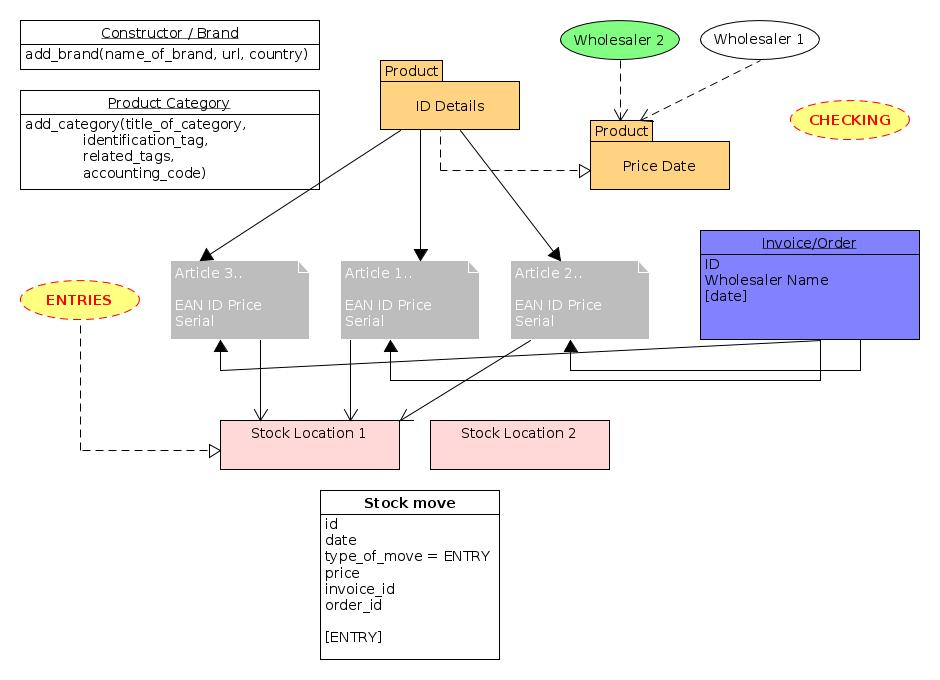 Constructor / Brand
add_brand(name_of_brand, url, country)
Product Category
add_category(title_of_category,
identification_tag,
related_tags,
accounting_code)
Product
ID Details
Wholesaler 2
Wholesaler 1
CHECKING
Product
Price Date
Invoice/Order
ID
Wholesaler Name
[date]
ENTRIES
Article 3..
EAN ID Price
Serial
Article 1..
EAN ID Price
Serial
Article 2..
EAN ID Price
Serial
Stock Location 1
Stock Location 2
Stock move
id
date
type_of_move = ENTRY
price
invoice_id
order_id
[ENTRY]